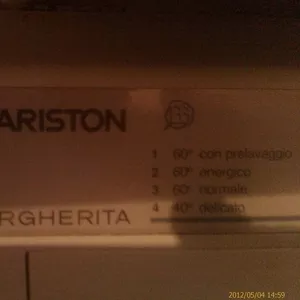 ARISTON
1 60° con prelavaggio
2 60° energico
3 60° normale
4 40° delicato
RGHERITA
2012/05/04 14:59